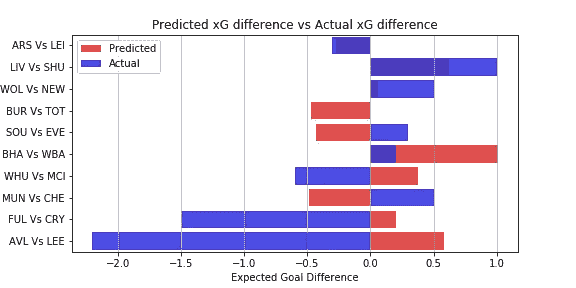 Predicted xG difference vs Actual xG difference
ARS Vs LEI
LIV Vs SHU
WOL Vs NEW
BUR Vs TOT
SOU Vs EVE
BHA Vs WBA
WHU Vs MCI
MUN Vs CHE
FUL Vs CRY
AVL Vs LEE
Predicted
Actual
−2.0 −1.5 −1.0 −0.5 0.0 0.5 1.0
Expected Goal Difference